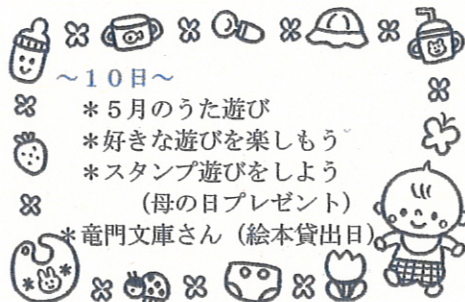 ～１０日～
＊５月のうた遊び
＊好きな遊びを楽しもう
＊スタンプ遊びをしよう
（母の日プレゼント）
＊竜門文庫さん（絵本貸出日）